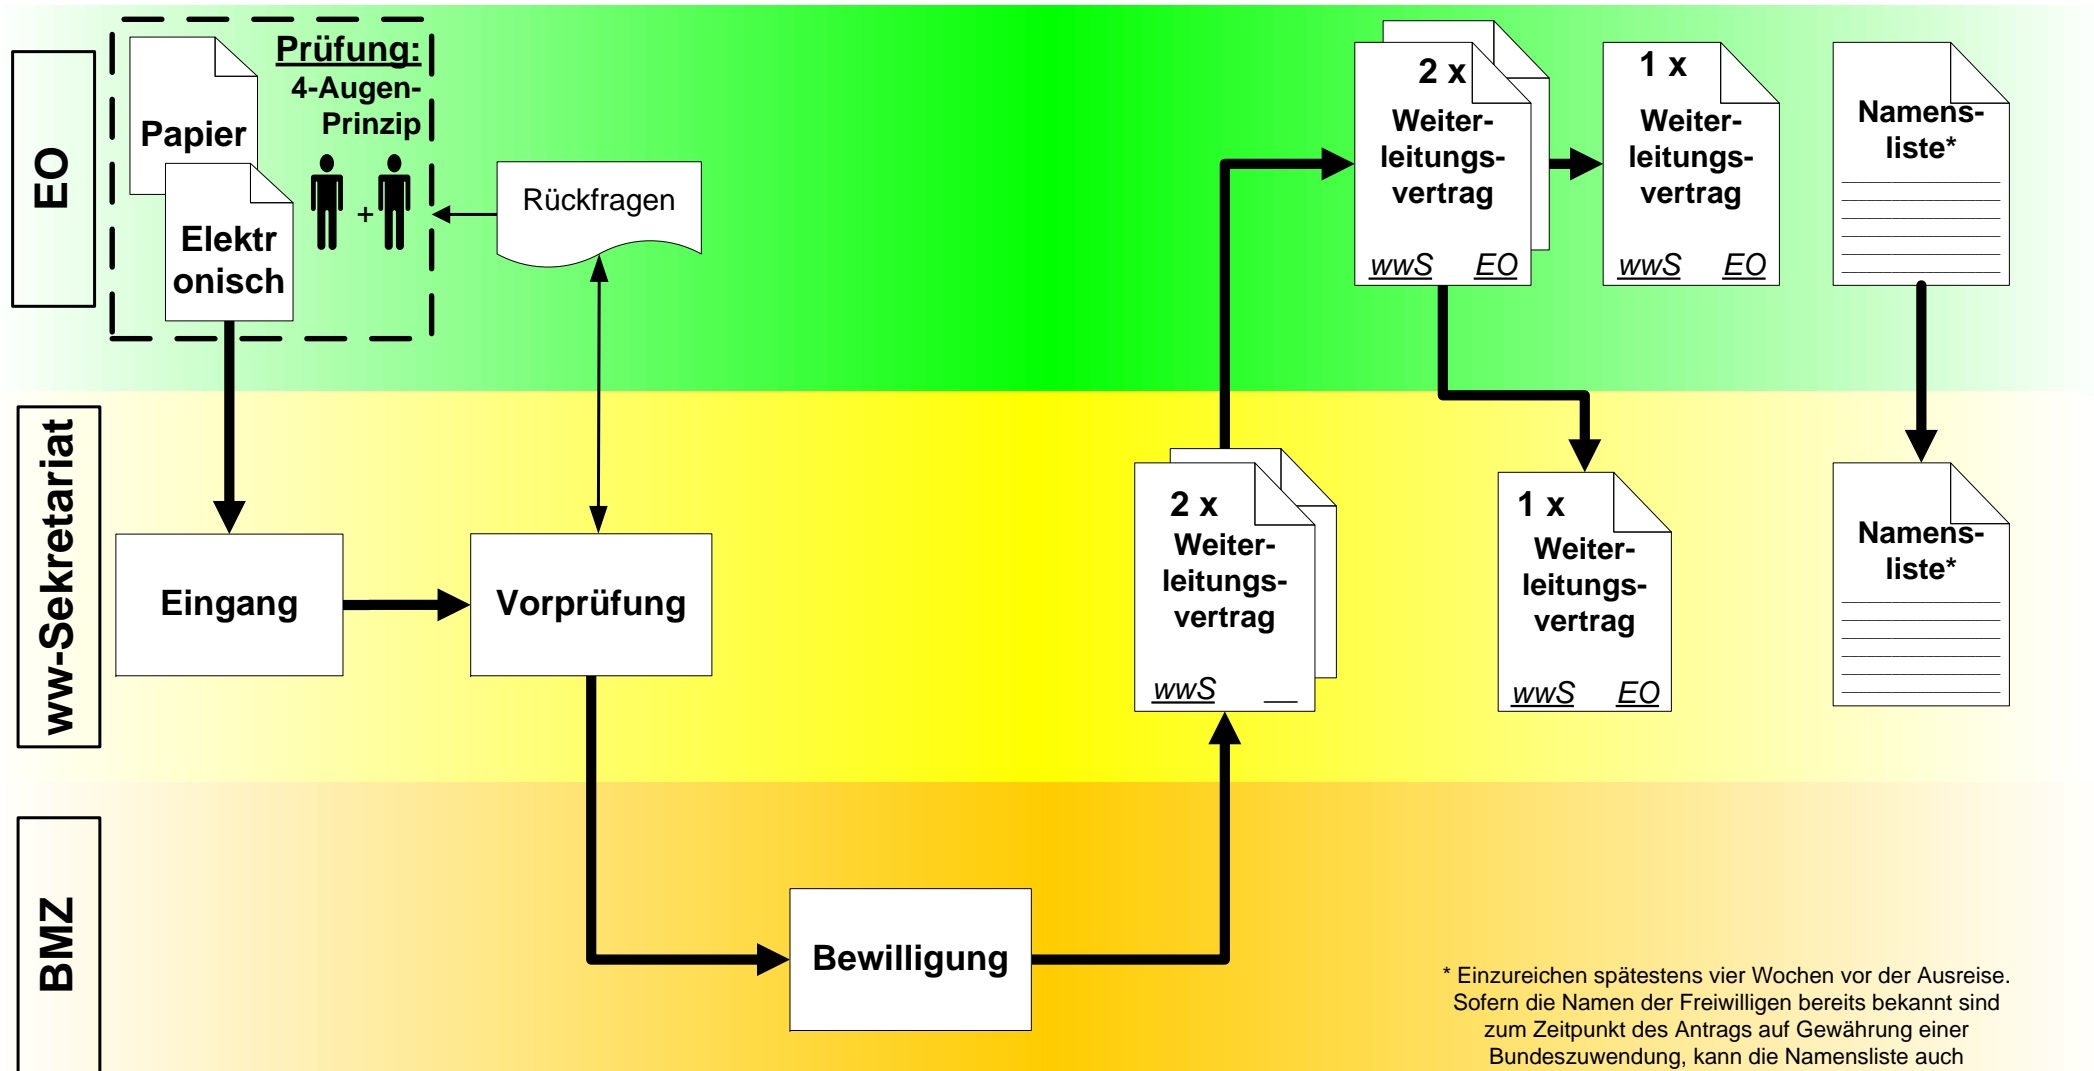 EO
Papier
Elektr
onisch
Prüfung:
4-Augen-
Prinzip
+
Rückfragen
2 x
Weiter-
leitungs-
vertrag
wwS EO
1 x
Weiter-
leitungs-
vertrag
wwS EO
Namens-
liste*
ww-Sekretariat
Eingang
Vorprüfung
2 x
Weiter-
leitungs-
vertrag
wwS __
1 x
Weiter-
leitungs-
vertrag
wwS EO
Namens-
liste*
BMZ
Bewilligung
* Einzureichen spätestens vier Wochen vor der Ausreise.
Sofern die Namen der Freiwilligen bereits bekannt sind
zum Zeitpunkt des Antrags auf Gewährung einer
Bundeszuwendung, kann die Namensliste auch